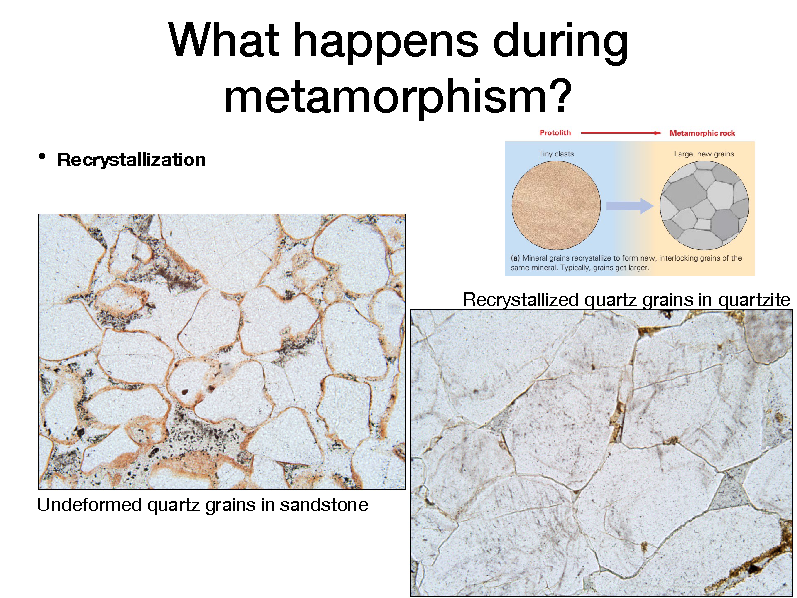 What happens during
metamorphism?
• Recrystallization
Protolith
Metamorphic rock
Tiny clasts
Large, new grains
(a) Mineral grains recrystallize to form new, interlocking grains of the
same mineral. Typically, grains get larger.
Recrystallized quartz grains in quartzite
Undeformed quartz grains in sandstone